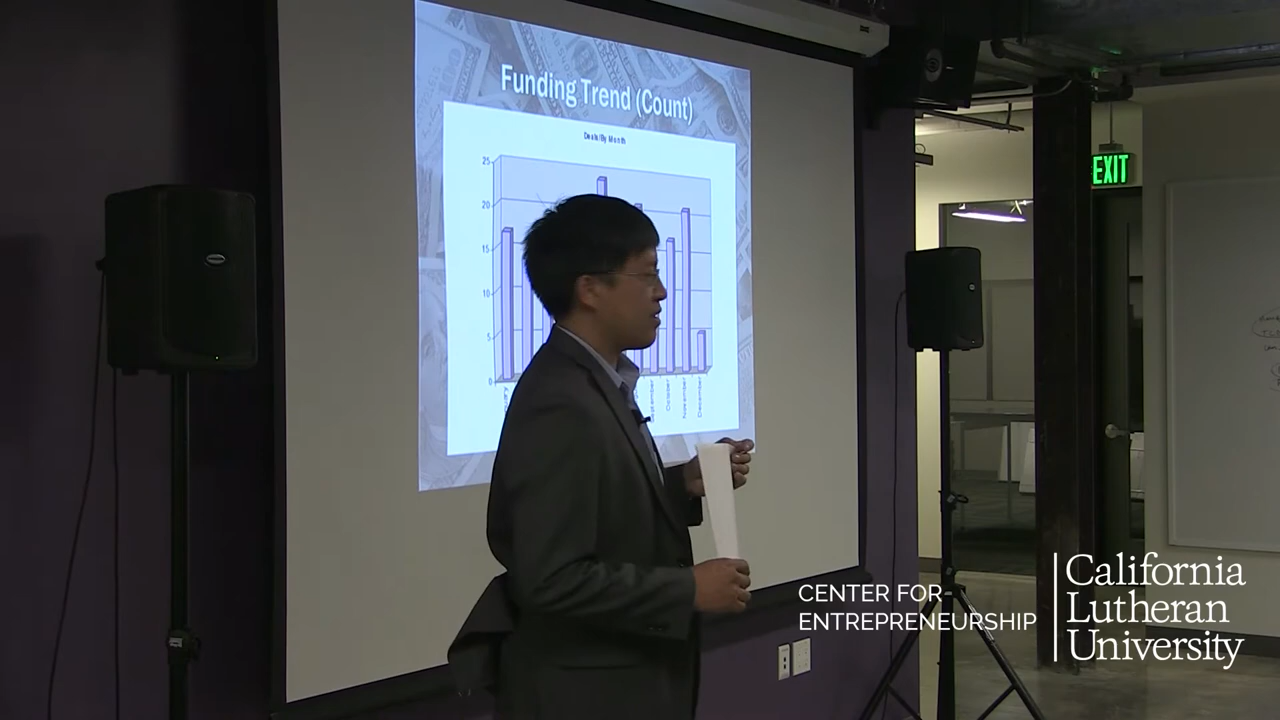 Funding Trend (Count)
Deals/By Month
25
20
15
10
5
0
October
November
December
EXIT
CENTER FOR
ENTREPRENEURSHIP
California
Lutheran
University